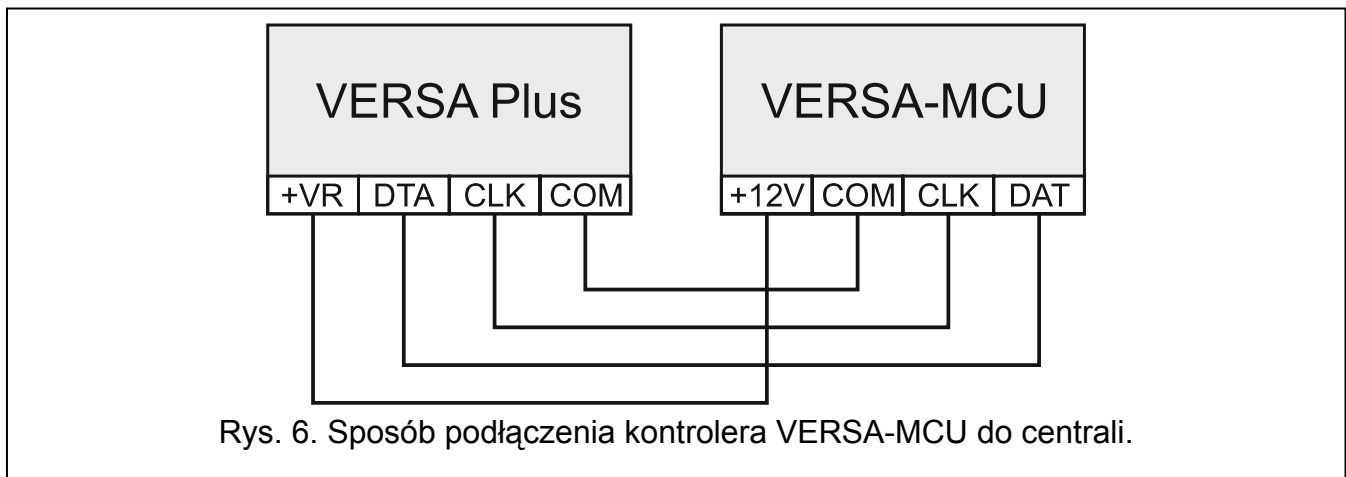 VERSA Plus
VERSA-MCU
+VR DTA CLK COM
+12V COM CLK DAT
Rys. 6. Sposób podłączenia kontrolera VERSA-MCU do centrali.